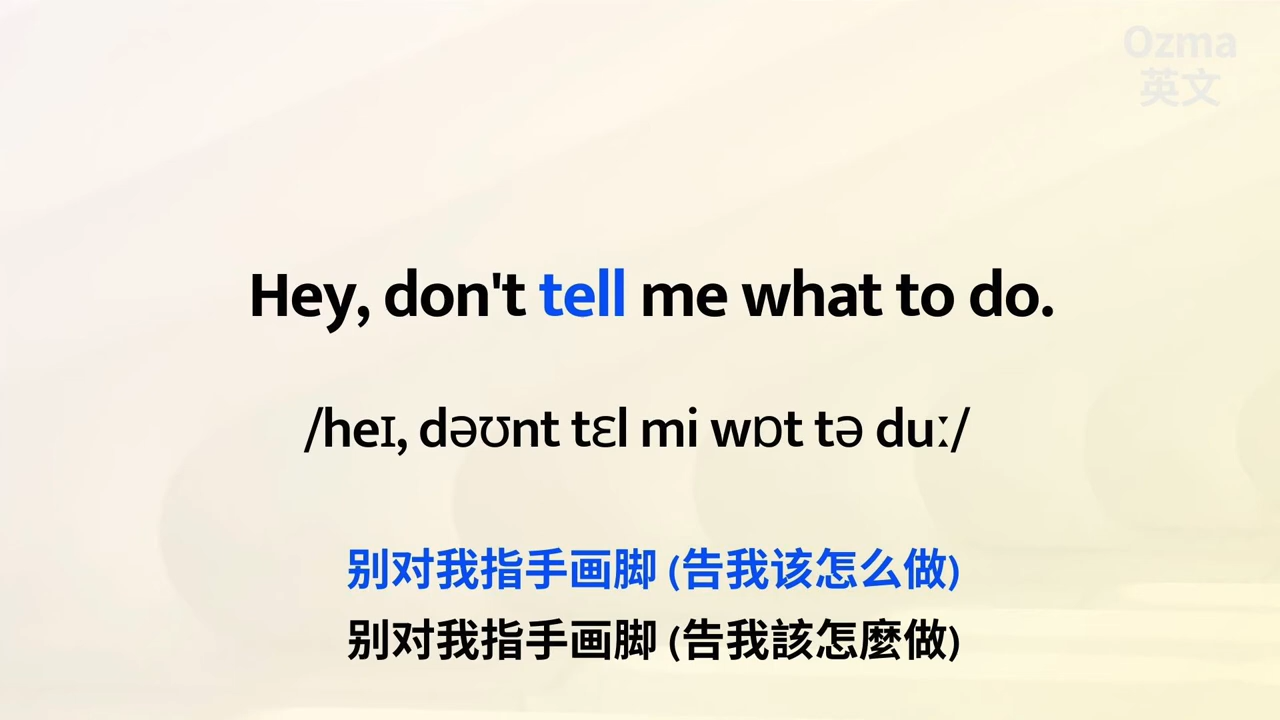 Ozma
英文
Hey, don't tell me what to do.
/heɪ, dəʊnt tɛl mi wɒt tə duː/
别对我指手画脚 (告我该怎么做)
别对我指手画脚 (告我該怎麼做)